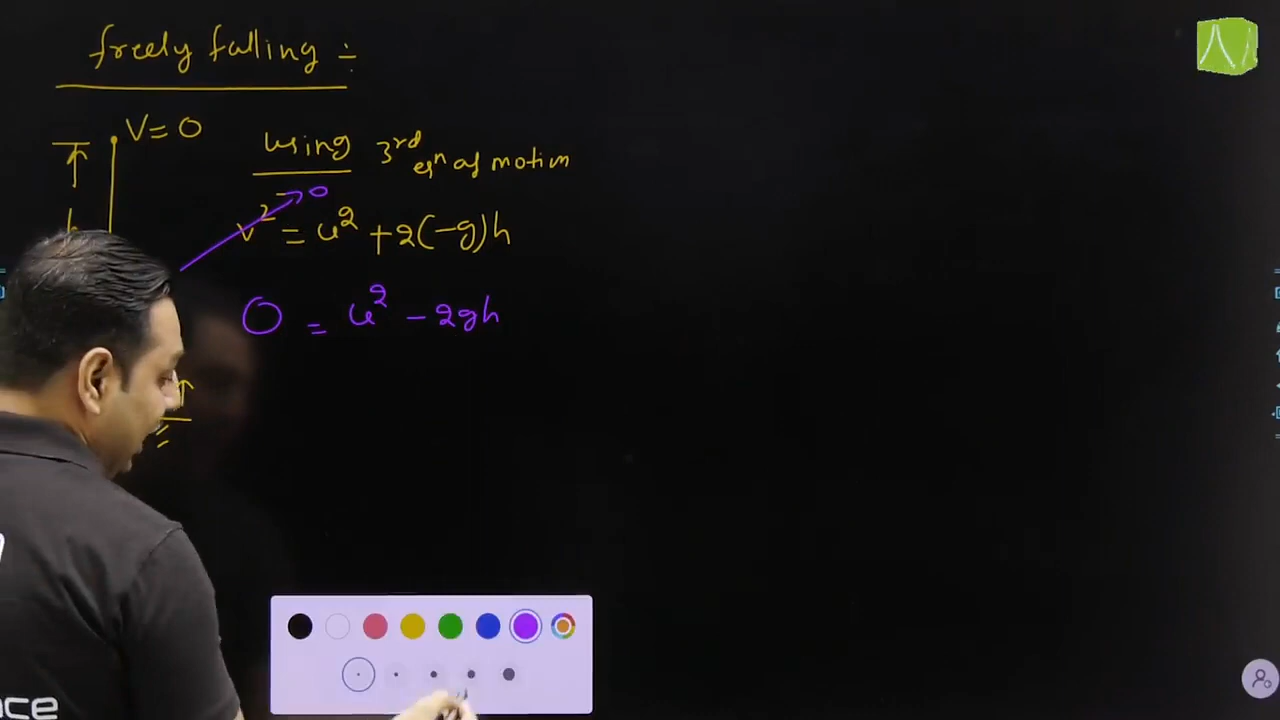 freely falling :-
V = 0
using 3rd eqn of motion
v² = u² + 2(-g)h
0
0 = u² - 2gh
h